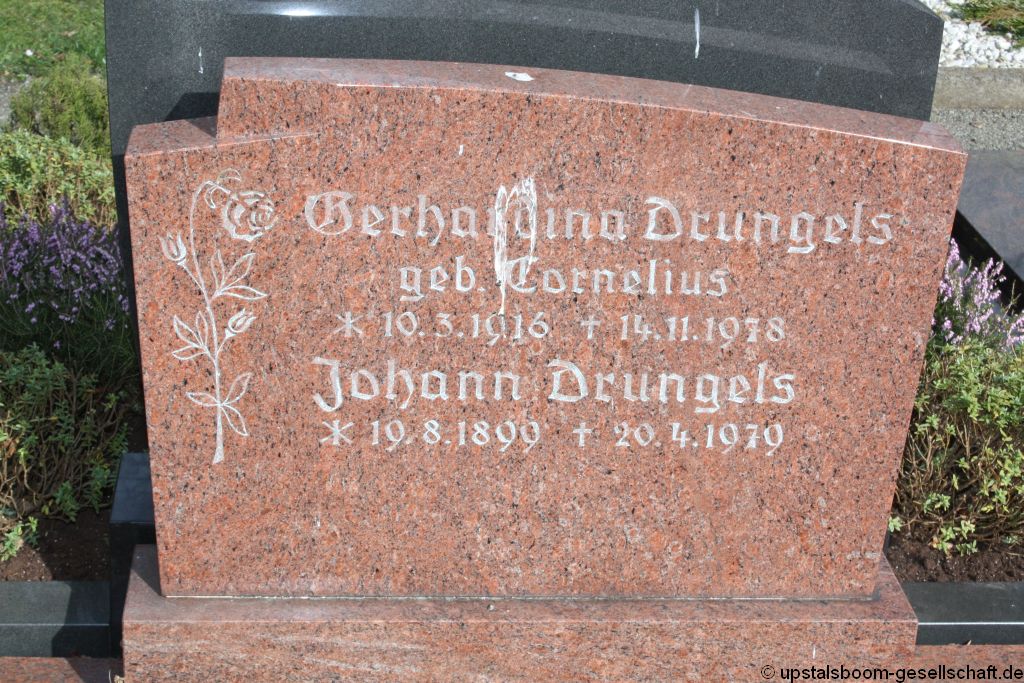 Gerhardina Drungels
geb. Cornelius
* 10.3.1916 † 14.11.1978
Johann Drungels
* 19.8.1899 † 20.4.1979
© upstalsboom-gesellschaft.de